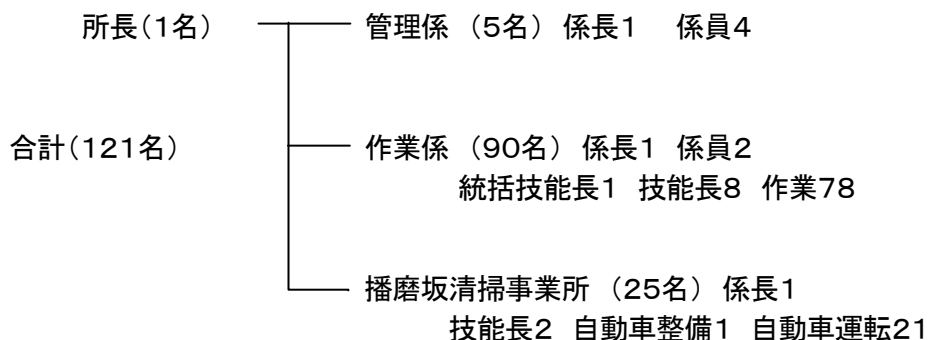 所長(1名) 管理係 (5名) 係長1 係員4
合計(121名) 作業係 (90名) 係長1 係員2
統括技能長1 技能長8 作業78
播磨坂清掃事業所 (25名) 係長1
技能長2 自動車整備1 自動車運転21